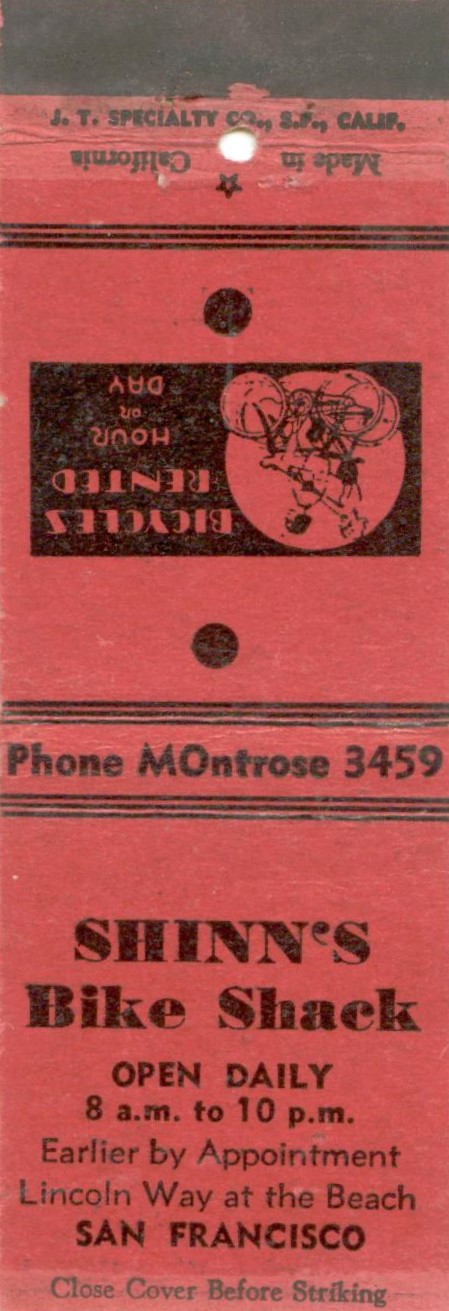 J. T. SPECIALTY CO., S.F., CALIF.
Made in California
BICYCLES
RENTED
HOUR
OR
DAY
Phone MOntrose 3459
SHINN'S
Bike Shack
OPEN DAILY
8 a.m. to 10 p.m.
Earlier by Appointment
Lincoln Way at the Beach
SAN FRANCISCO
Close Cover Before Striking